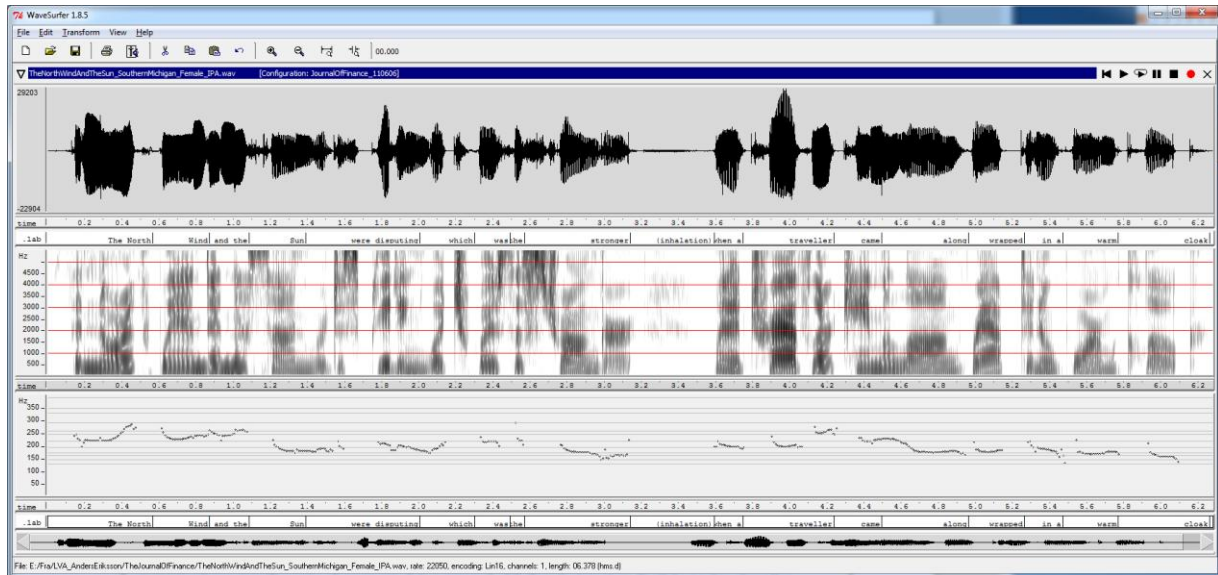 WaveSurfer 1.8.5
File Edit Transform View Help
00.000
TheNorthWindAndTheSun_SouthernMichigan_Female_IPA.wav [Configuration: JournalOfFinance_110606]
29203
-22904
time 0.2 0.4 0.6 0.8 1.0 1.2 1.4 1.6 1.8 2.0 2.2 2.4 2.6 2.8 3.0 3.2 3.4 3.6 3.8 4.0 4.2 4.4 4.6 4.8 5.0 5.2 5.4 5.6 5.8 6.0 6.2
.lab The North Wind and the Sun were disputing which was the stronger (inhalation) when a traveller came along wrapped in a warm cloak
Hz
4500
4000
3500
3000
2500
2000
1500
1000
500
time 0.2 0.4 0.6 0.8 1.0 1.2 1.4 1.6 1.8 2.0 2.2 2.4 2.6 2.8 3.0 3.2 3.4 3.6 3.8 4.0 4.2 4.4 4.6 4.8 5.0 5.2 5.4 5.6 5.8 6.0 6.2
Hz
350
300
250
200
150
100
50
time 0.2 0.4 0.6 0.8 1.0 1.2 1.4 1.6 1.8 2.0 2.2 2.4 2.6 2.8 3.0 3.2 3.4 3.6 3.8 4.0 4.2 4.4 4.6 4.8 5.0 5.2 5.4 5.6 5.8 6.0 6.2
.lab The North Wind and the Sun were disputing which was the stronger (inhalation) when a traveller came along wrapped in a warm cloak
File: E:/Fra/LVA_AndersEriksson/TheJournalOfFinance/TheNorthWindAndTheSun_SouthernMichigan_Female_IPA.wav, rate: 22050, encoding: Lin16, channels: 1, length: 06.378 (hms.d)